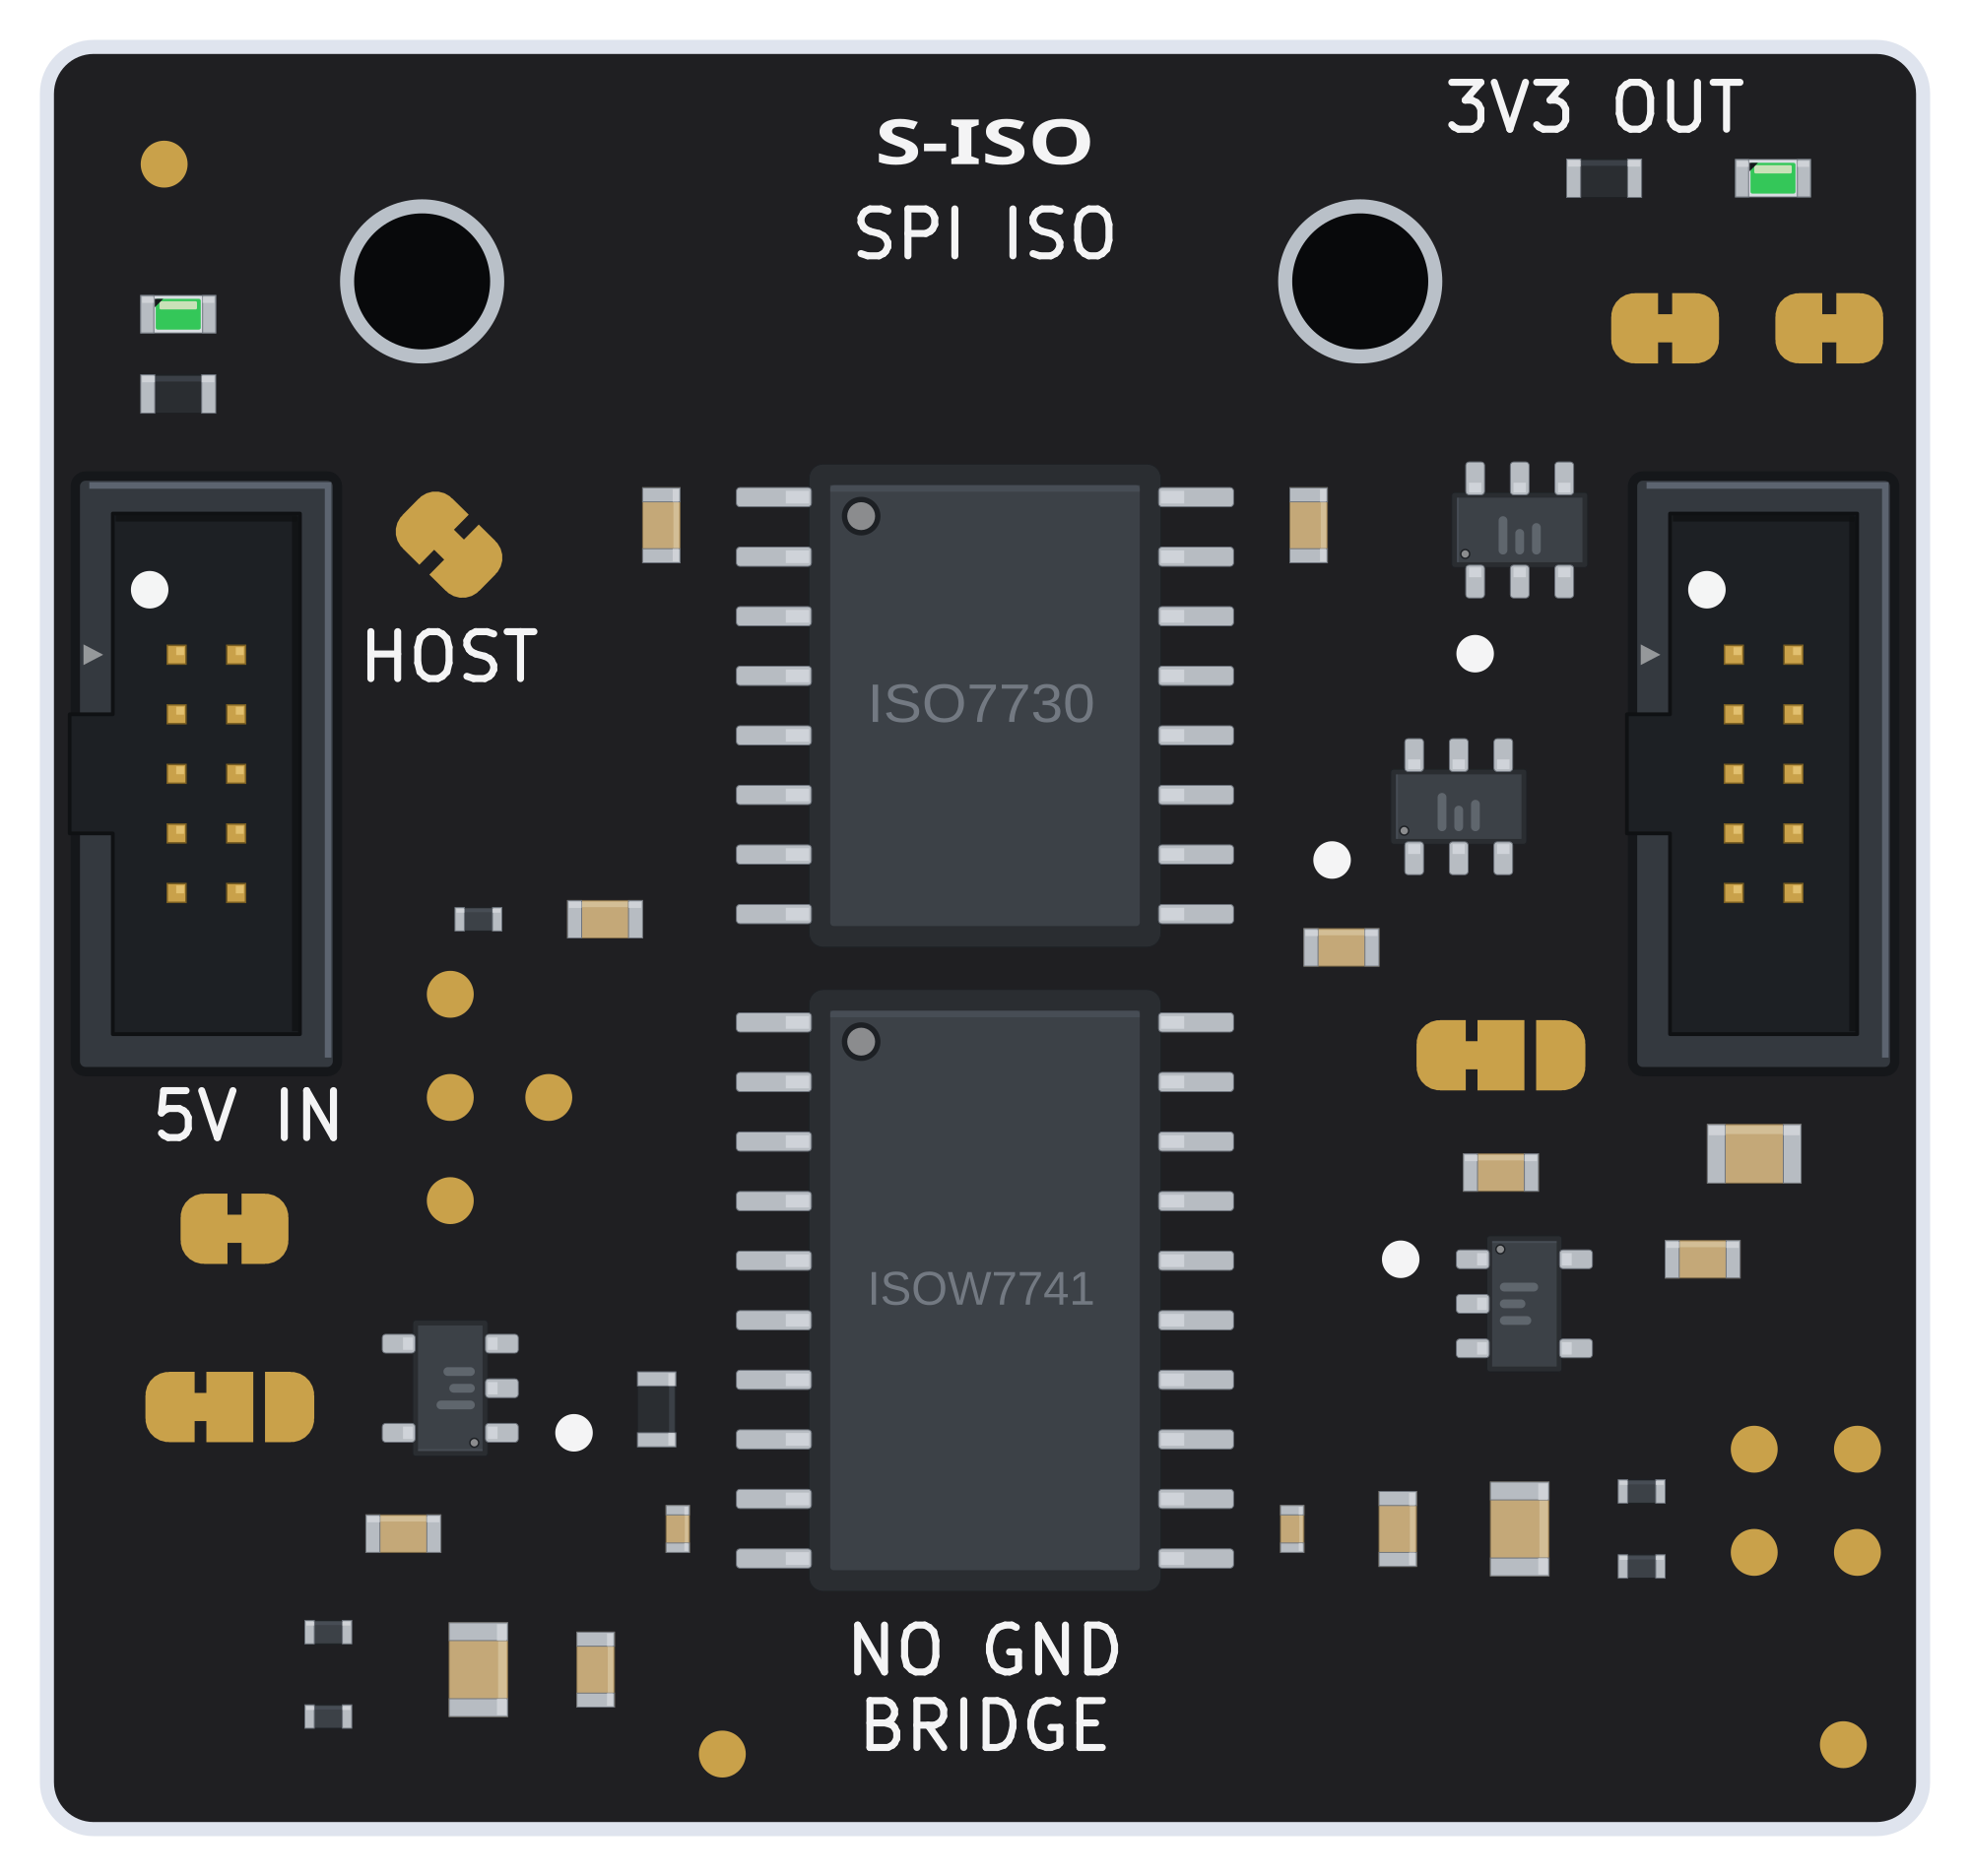 3V3 OUT
S-ISO
SPI ISO
HOST
ISO7730
5V IN
ISOW7741
NO GND
BRIDGE